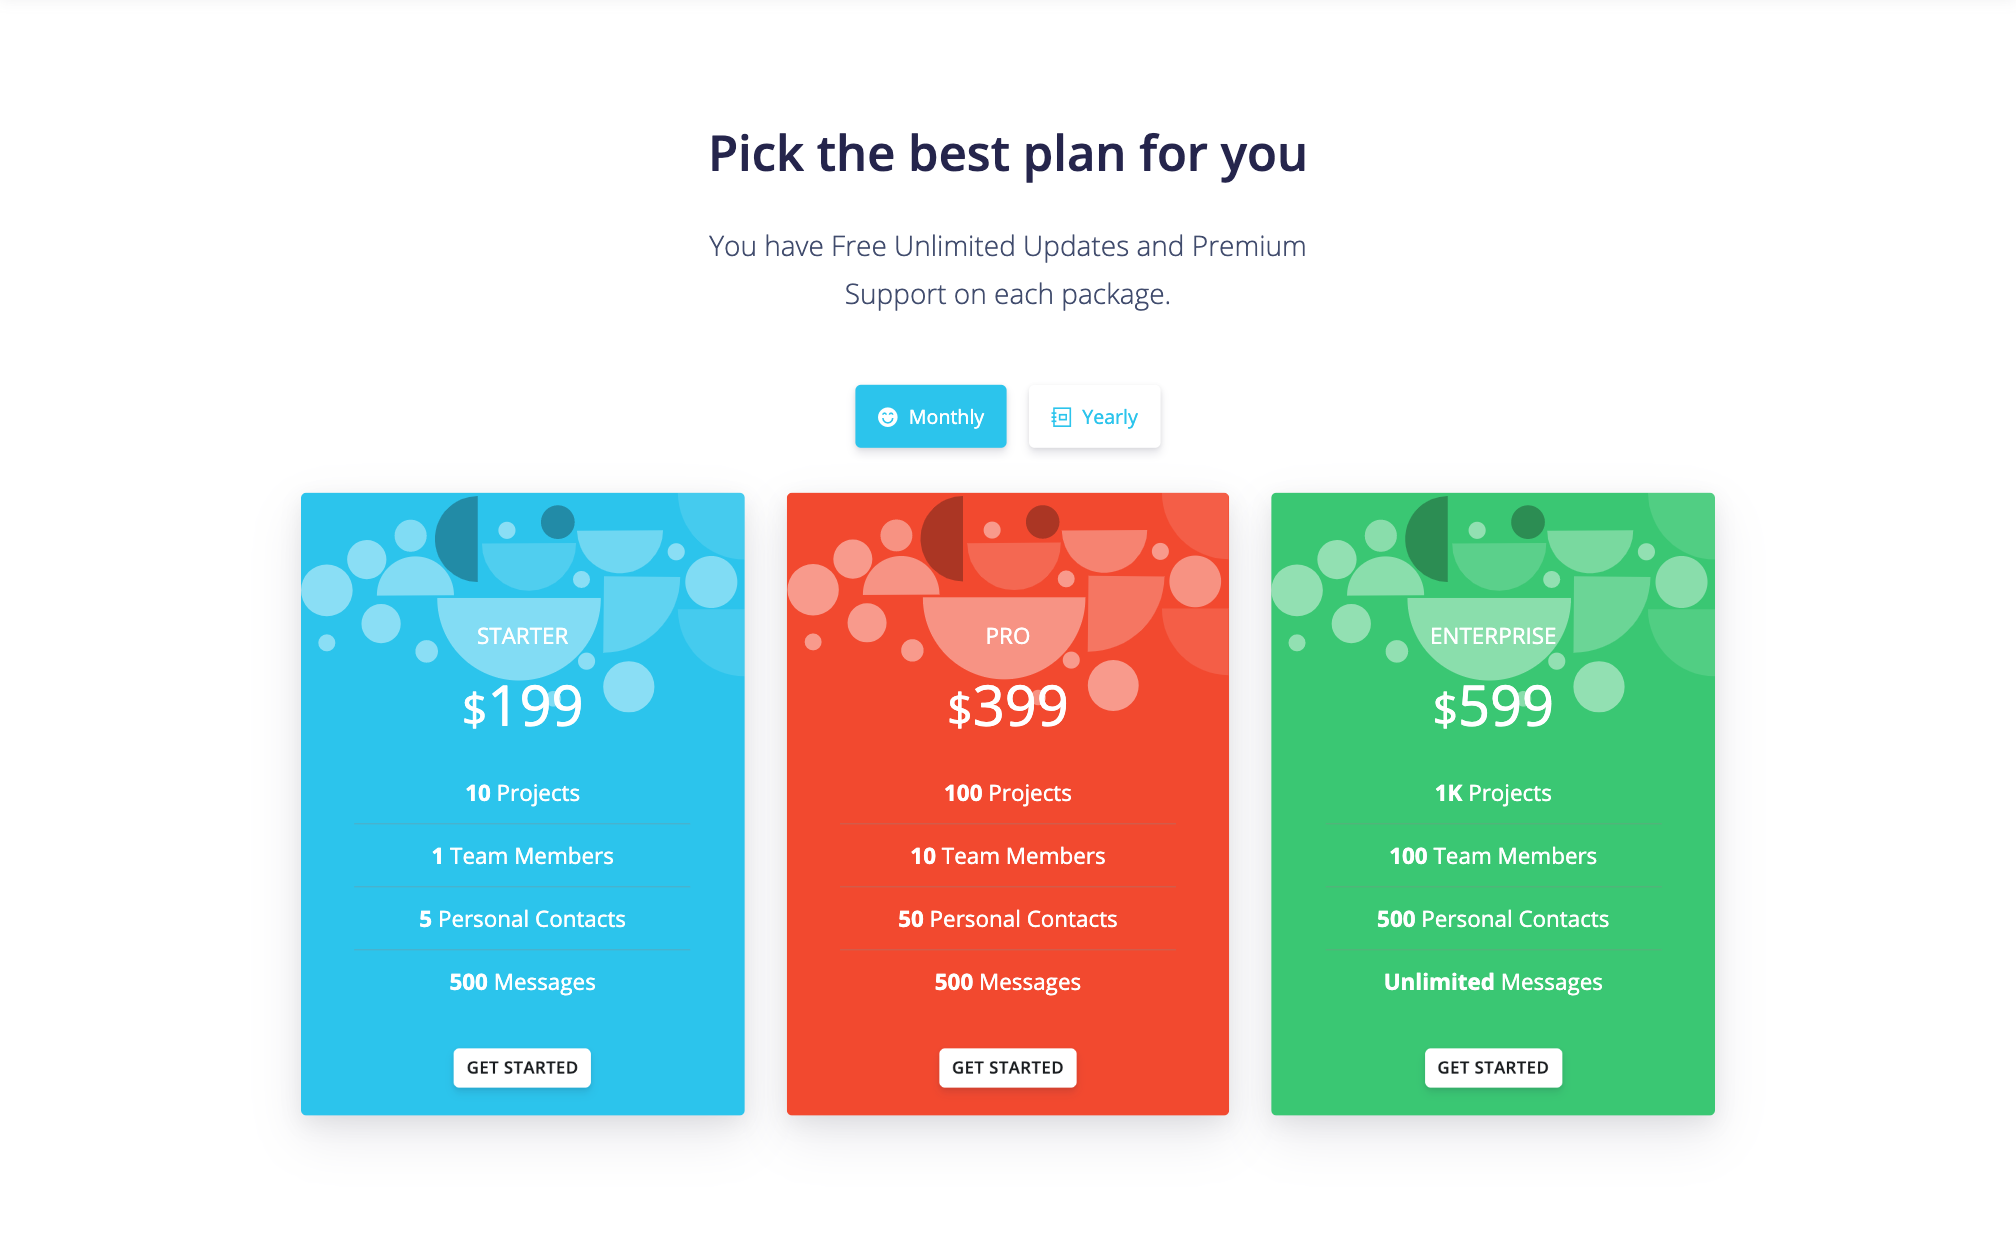 Pick the best plan for you
You have Free Unlimited Updates and Premium
Support on each package.
Monthly
Yearly
STARTER
$199
10 Projects
1 Team Members
5 Personal Contacts
500 Messages
GET STARTED
PRO
$399
100 Projects
10 Team Members
50 Personal Contacts
500 Messages
GET STARTED
ENTERPRISE
$599
1K Projects
100 Team Members
500 Personal Contacts
Unlimited Messages
GET STARTED